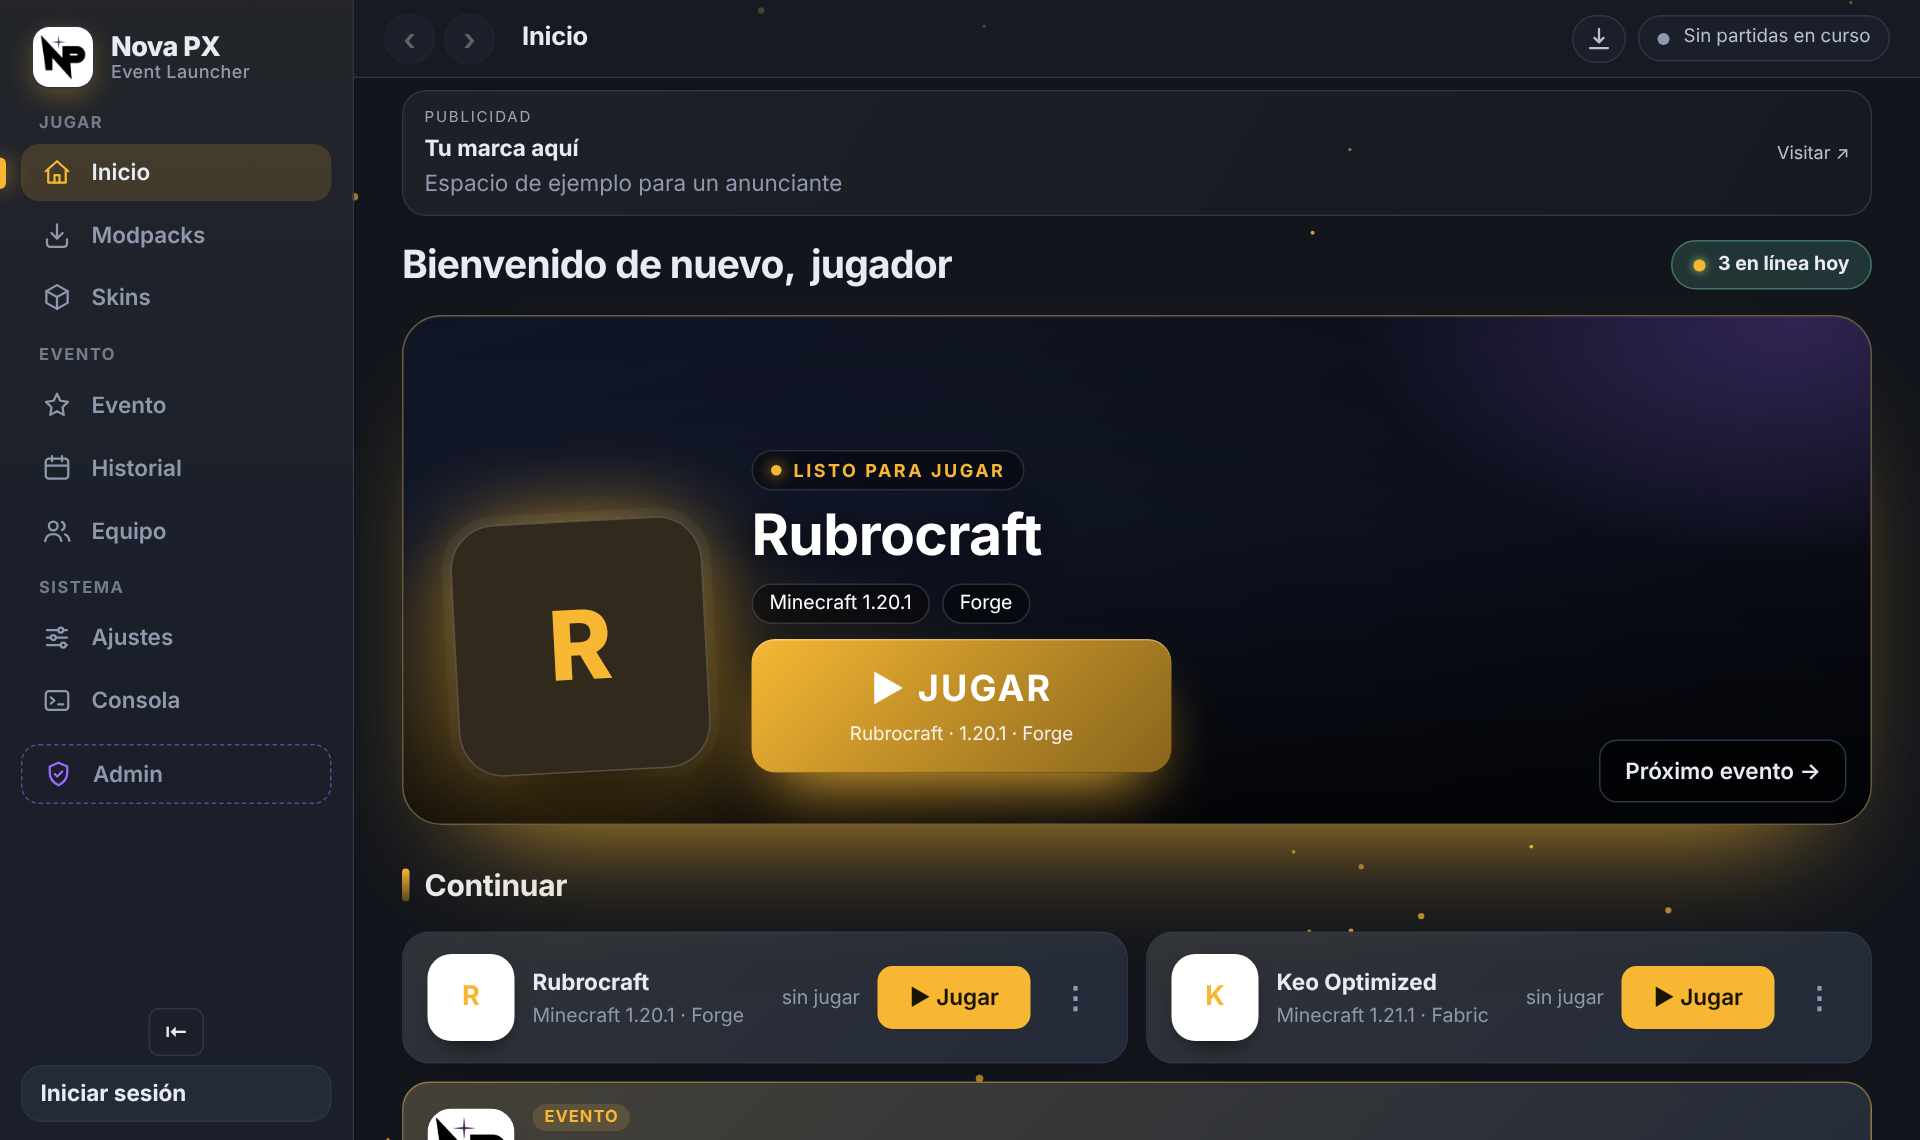 Nova PX
Event Launcher
JUGAR
Inicio
Modpacks
Skins
EVENTO
Evento
Historial
Equipo
SISTEMA
Ajustes
Consola
Admin
Iniciar sesión
Inicio
Sin partidas en curso
PUBLICIDAD
Tu marca aquí
Espacio de ejemplo para un anunciante
Visitar ↗
Bienvenido de nuevo, jugador
3 en línea hoy
LISTO PARA JUGAR
Rubrocraft
Minecraft 1.20.1
Forge
R
▶ JUGAR
Rubrocraft · 1.20.1 · Forge
Próximo evento →
Continuar
R
Rubrocraft
Minecraft 1.20.1 · Forge
sin jugar
▶ Jugar
K
Keo Optimized
Minecraft 1.21.1 · Fabric
sin jugar
▶ Jugar
EVENTO